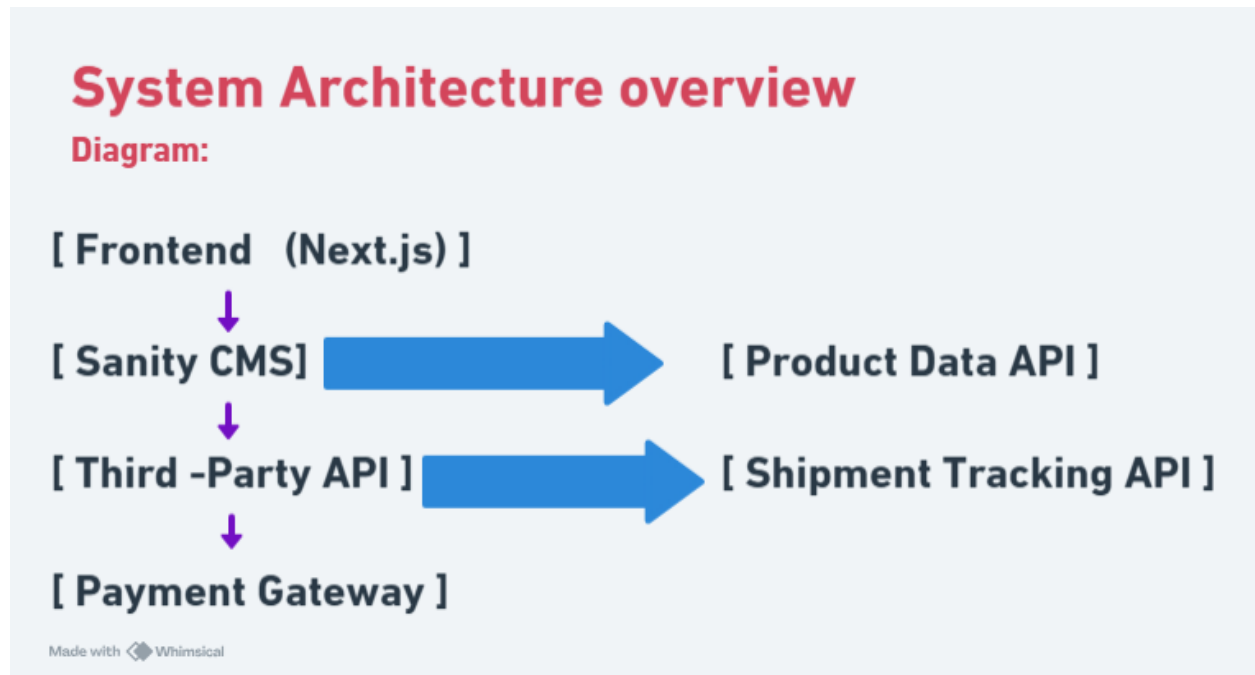 System Architecture overview
Diagram:
[ Frontend (Next.js) ]
[ Sanity CMS]
[ Product Data API ]
[ Third -Party API ]
[ Shipment Tracking API ]
[ Payment Gateway ]
Made with Whimsical